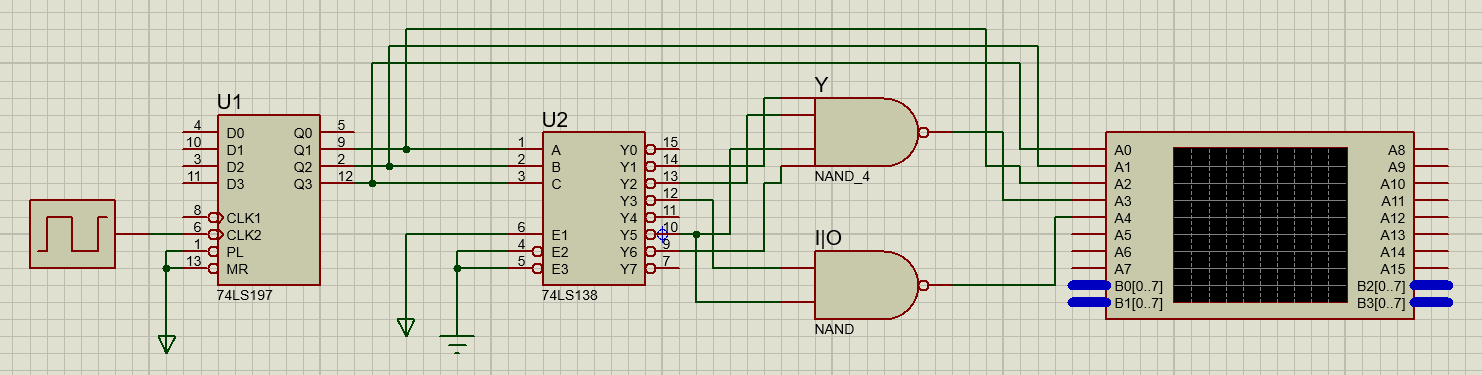 U1
4 D0 Q0 5
10 D1 Q1 9
3 D2 Q2 2
11 D3 Q3 12
8 CLK1
6 CLK2
1 PL
13 MR
74LS197
U2
1 A Y0 15
2 B Y1 14
3 C Y2 13
Y3 12
Y4 11
6 E1 Y5 10
4 E2 Y6 9
5 E3 Y7 7
74LS138
Y
NAND_4
I|O
NAND
A0 A8
A1 A9
A2 A10
A3 A11
A4 A12
A5 A13
A6 A14
A7 A15
B0[0..7] B2[0..7]
B1[0..7] B3[0..7]